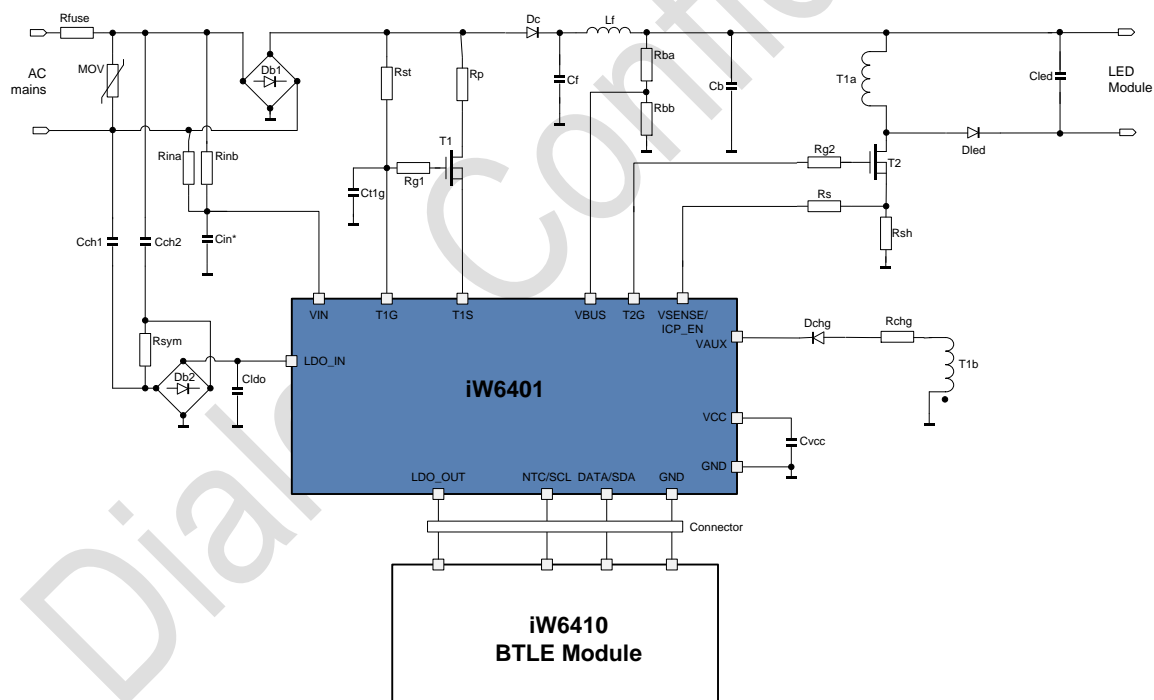 Rfuse
Dc
Lf
AC
mains
MOV
Db1
Rst
Rp
Cf
Rba
Rbb
Cb
T1a
Cled
LED
Module
Rina
Rinb
T1
Rg1
Ct1g
Rg2
T2
Dled
Rs
Rsh
Cch1
Cch2
Cin*
VIN
T1G
T1S
VBUS
T2G
VSENSE/
ICP_EN
VAUX
Dchg
Rchg
T1b
Rsym
Db2
Cldo
LDO_IN
iW6401
VCC
Cvcc
GND
LDO_OUT
NTC/SCL
DATA/SDA
GND
Connector
iW6410
BTLE Module